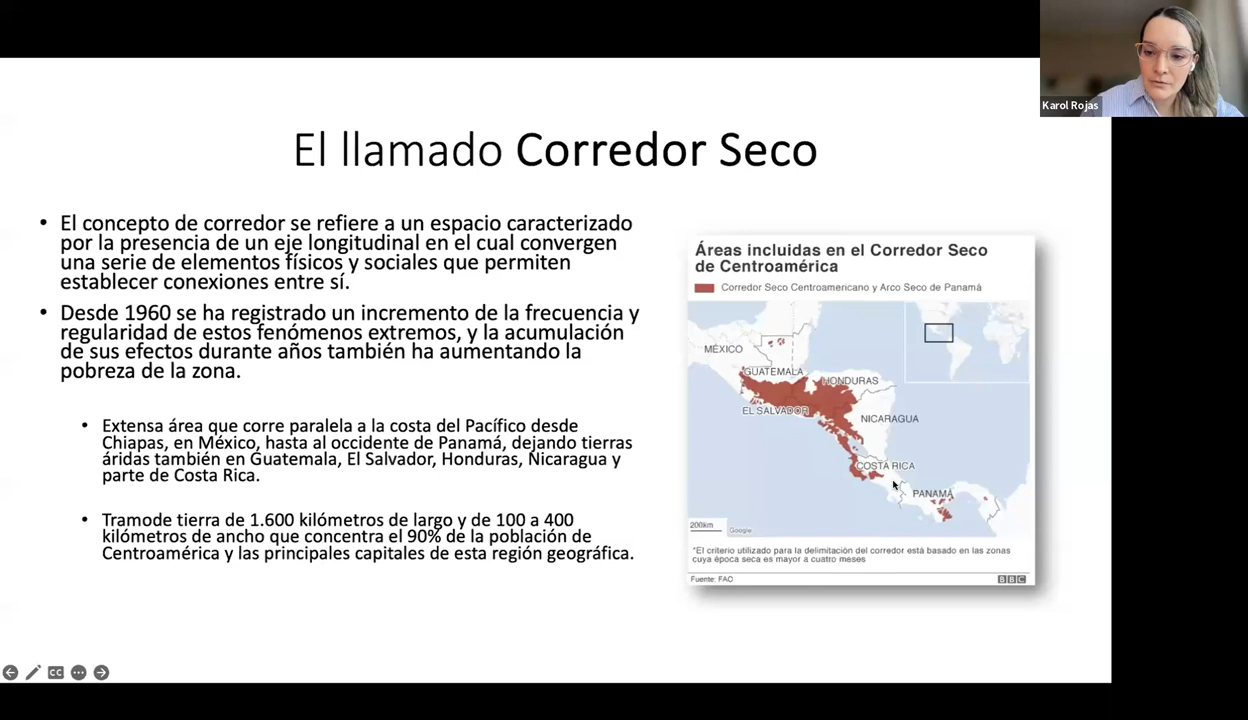 Karol Rojas
El llamado Corredor Seco
• El concepto de corredor se refiere a un espacio caracterizado
por la presencia de un eje longitudinal en el cual convergen
una serie de elementos físicos y sociales que permiten
establecer conexiones entre sí.
• Desde 1960 se ha registrado un incremento de la frecuencia y
regularidad de estos fenómenos extremos, y la acumulación
de sus efectos durante años también ha aumentando la
pobreza de la zona.
• Extensa área que corre paralela a la costa del Pacífico desde
Chiapas, en México, hasta al occidente de Panamá, dejando tierras
áridas también en Guatemala, El Salvador, Honduras, Nicaragua y
parte de Costa Rica.
• Tramode tierra de 1.600 kilómetros de largo y de 100 a 400
kilómetros de ancho que concentra el 90% de la población de
Centroamérica y las principales capitales de esta región geográfica.
Áreas incluidas en el Corredor Seco
de Centroamérica
Corredor Seco Centroamericano y Arco Seco de Panamá
MÉXICO
GUATEMALA
HONDURAS
EL SALVADOR
NICARAGUA
COSTA RICA
PANAMÁ
200km
Google
*El criterio utilizado para la delimitación del corredor está basado en las zonas
cuya época seca es mayor a cuatro meses
Fuente: FAO
BBC
CC